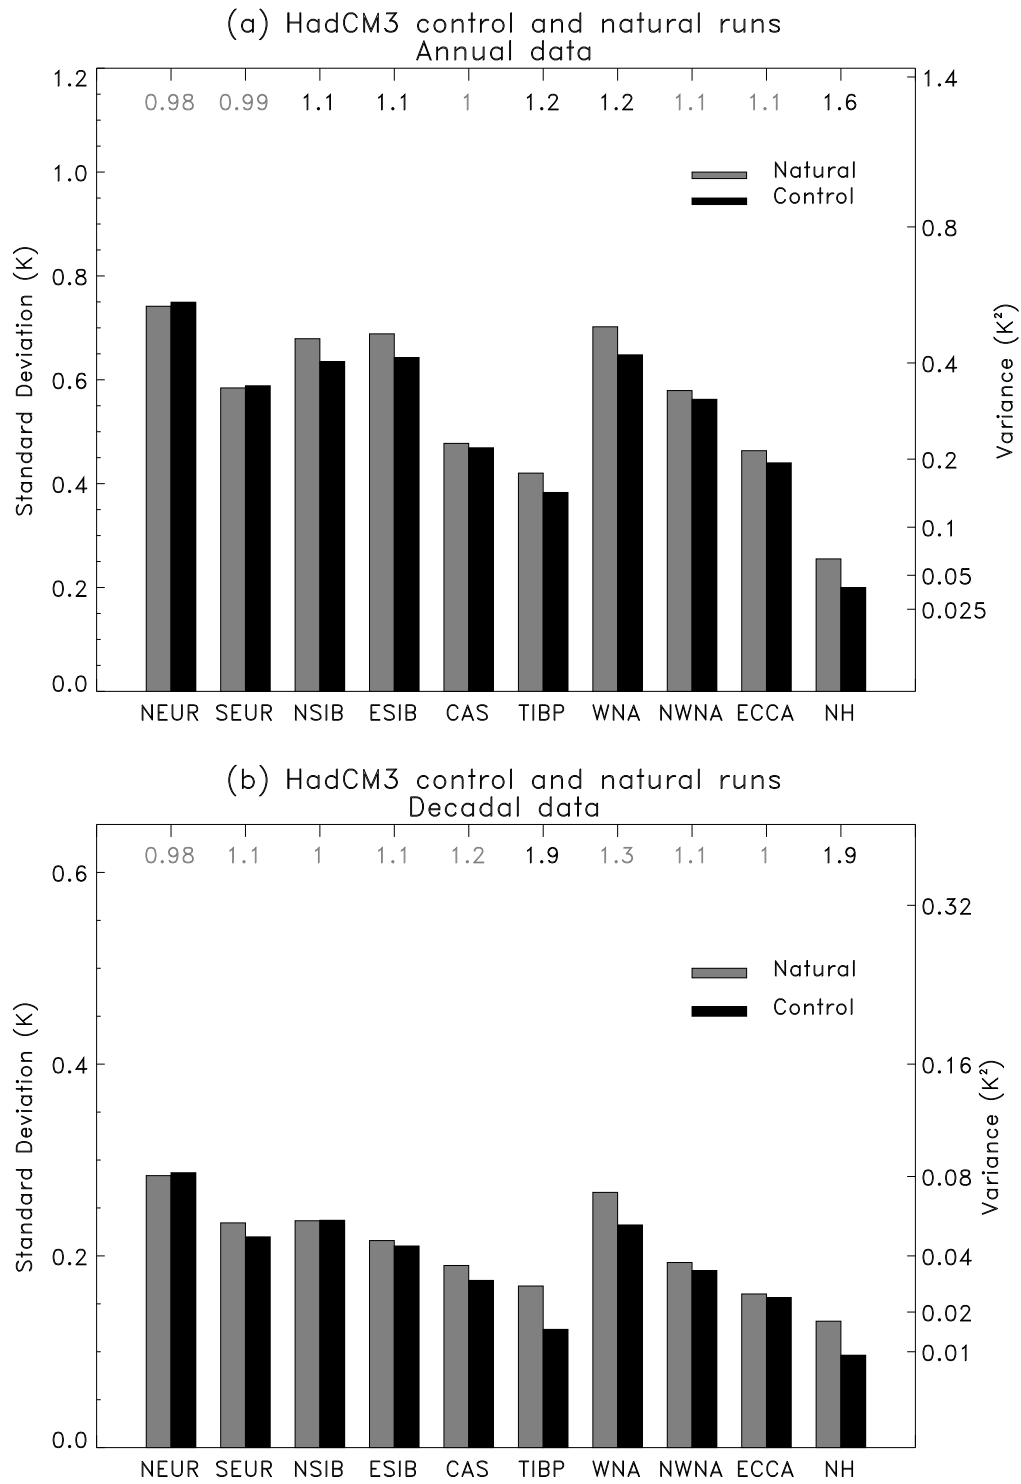 (a) HadCM3 control and natural runs
Annual data
1.2
1.4
0.98 0.99 1.1 1.1 1 1.2 1.2 1.1 1.1 1.6
Natural
Control
1.0
0.8
0.8
0.6
0.4
0.4
0.2
0.1
0.2
0.05
0.025
0.0
Standard Deviation (K)
Variance (K²)
NEUR SEUR NSIB ESIB CAS TIBP WNA NWNA ECCA NH
(b) HadCM3 control and natural runs
Decadal data
0.98 1.1 1 1.1 1.2 1.9 1.3 1.1 1 1.9
0.6
0.32
Natural
Control
0.4
0.16
0.08
0.2
0.04
0.02
0.01
0.0
Standard Deviation (K)
Variance (K²)
NEUR SEUR NSIB ESIB CAS TIBP WNA NWNA ECCA NH